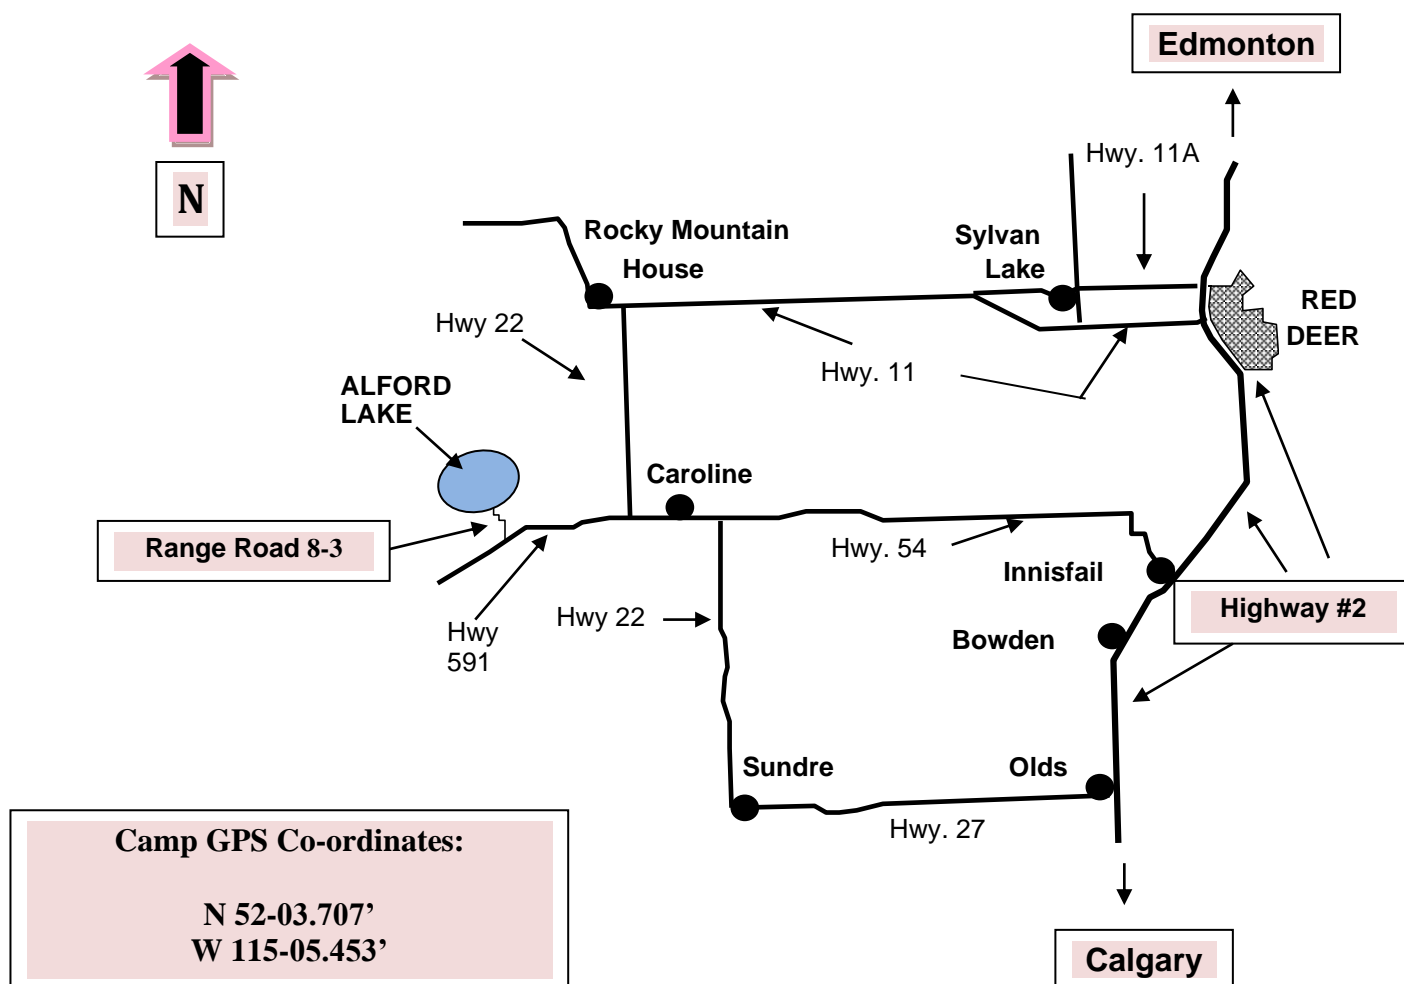 Edmonton
N
Hwy. 11A
Rocky Mountain
House
Sylvan
Lake
RED
DEER
Hwy 22
Hwy. 11
ALFORD
LAKE
Caroline
Range Road 8-3
Hwy. 54
Innisfail
Highway #2
Hwy
591
Hwy 22
Bowden
Sundre
Olds
Hwy. 27
Camp GPS Co-ordinates:
N 52-03.707’
W 115-05.453’
Calgary